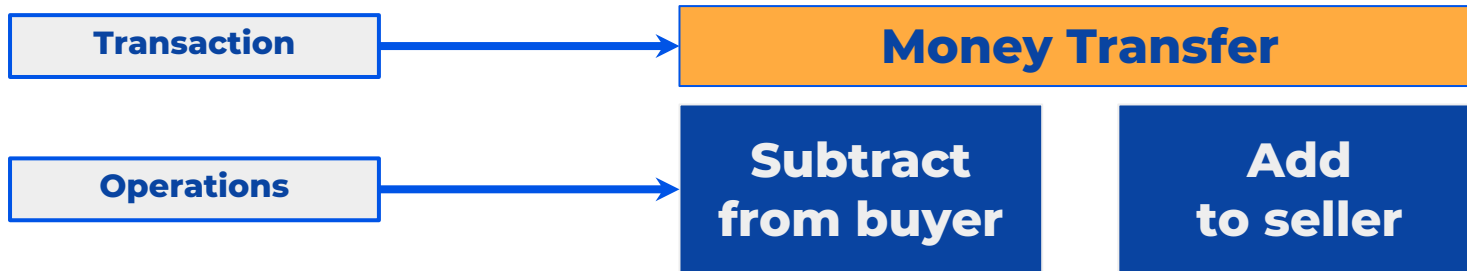 Transaction
Money Transfer
Operations
Subtract
from buyer
Add
to seller